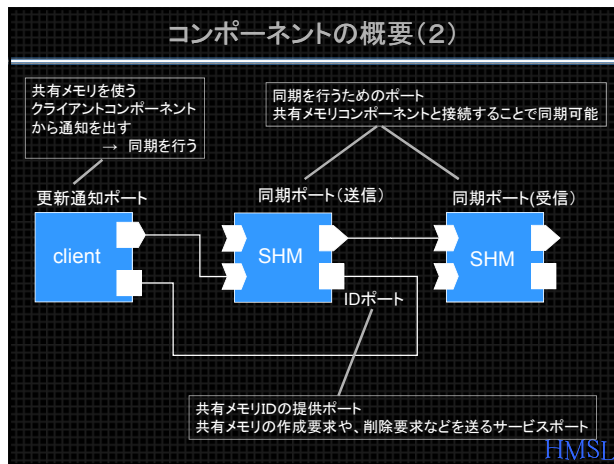 コンポーネントの概要(2)
共有メモリを使う
クライアントコンポーネント
から通知を出す
→ 同期を行う
同期を行うためのポート
共有メモリコンポーネントと接続することで同期可能
更新通知ポート
同期ポート(送信)
同期ポート(受信)
client
SHM
SHM
IDポート
共有メモリIDの提供ポート
共有メモリの作成要求や、削除要求などを送るサービスポート
HMSL